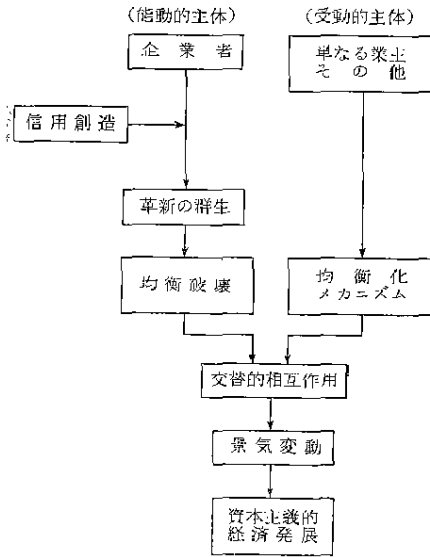 (能動的主体)
(受動的主体)
企業者
単なる業主
その他
信用創造
革新の群生
均衡破壊
均衡化
メカニズム
交替的相互作用
景気変動
資本主義的
経済発展